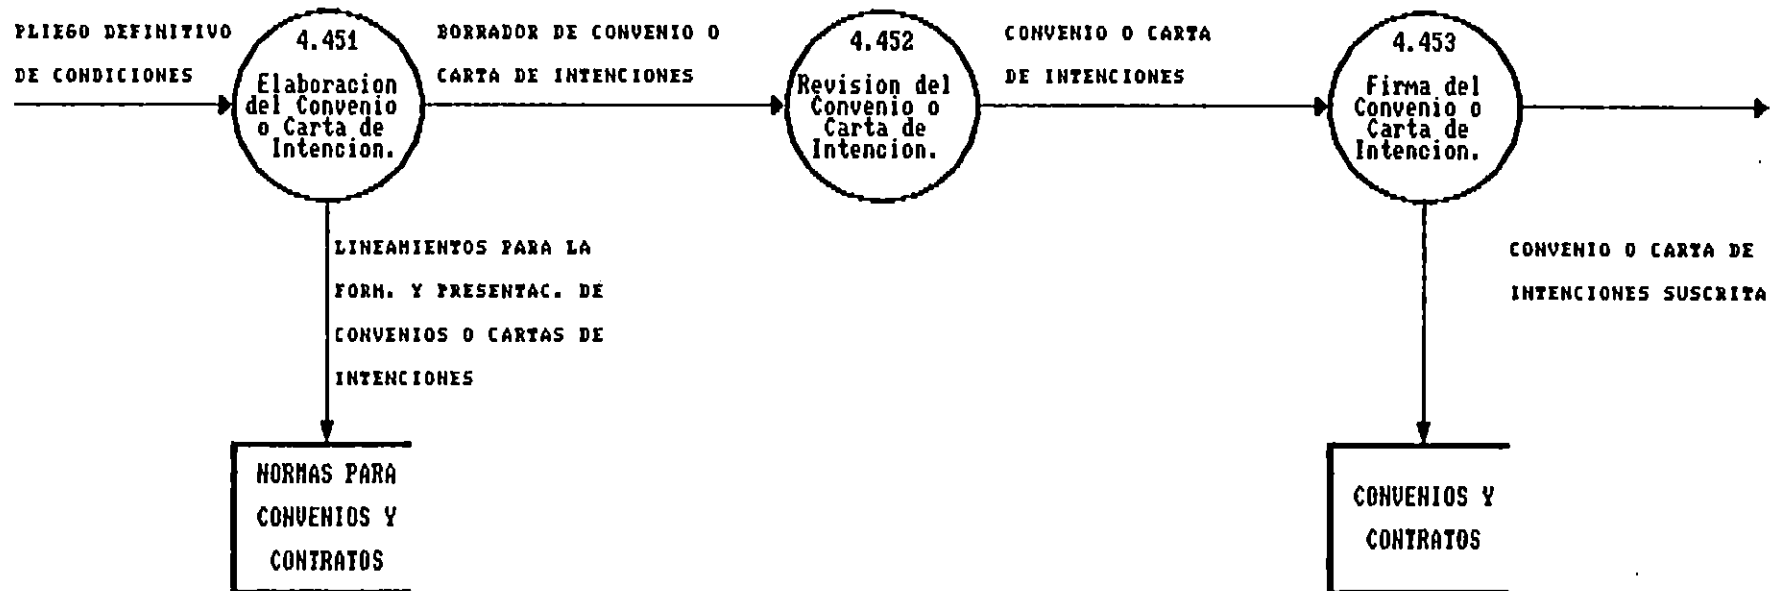 PLIEGO DEFINITIVO
DE CONDICIONES
4.451
Elaboracion
del Convenio
o Carta de
Intencion.
BORRADOR DE CONVENIO O
CARTA DE INTENCIONES
4.452
Revision del
Convenio o
Carta de
Intencion.
CONVENIO O CARTA
DE INTENCIONES
4.453
Firma del
Convenio o
Carta de
Intencion.
LINEAMIENTOS PARA LA
FORM. Y PRESENTAC. DE
CONVENIOS O CARTAS DE
INTENCIONES
CONVENIO O CARTA DE
INTENCIONES SUSCRITA
NORMAS PARA
CONVENIOS Y
CONTRATOS
CONVENIOS Y
CONTRATOS